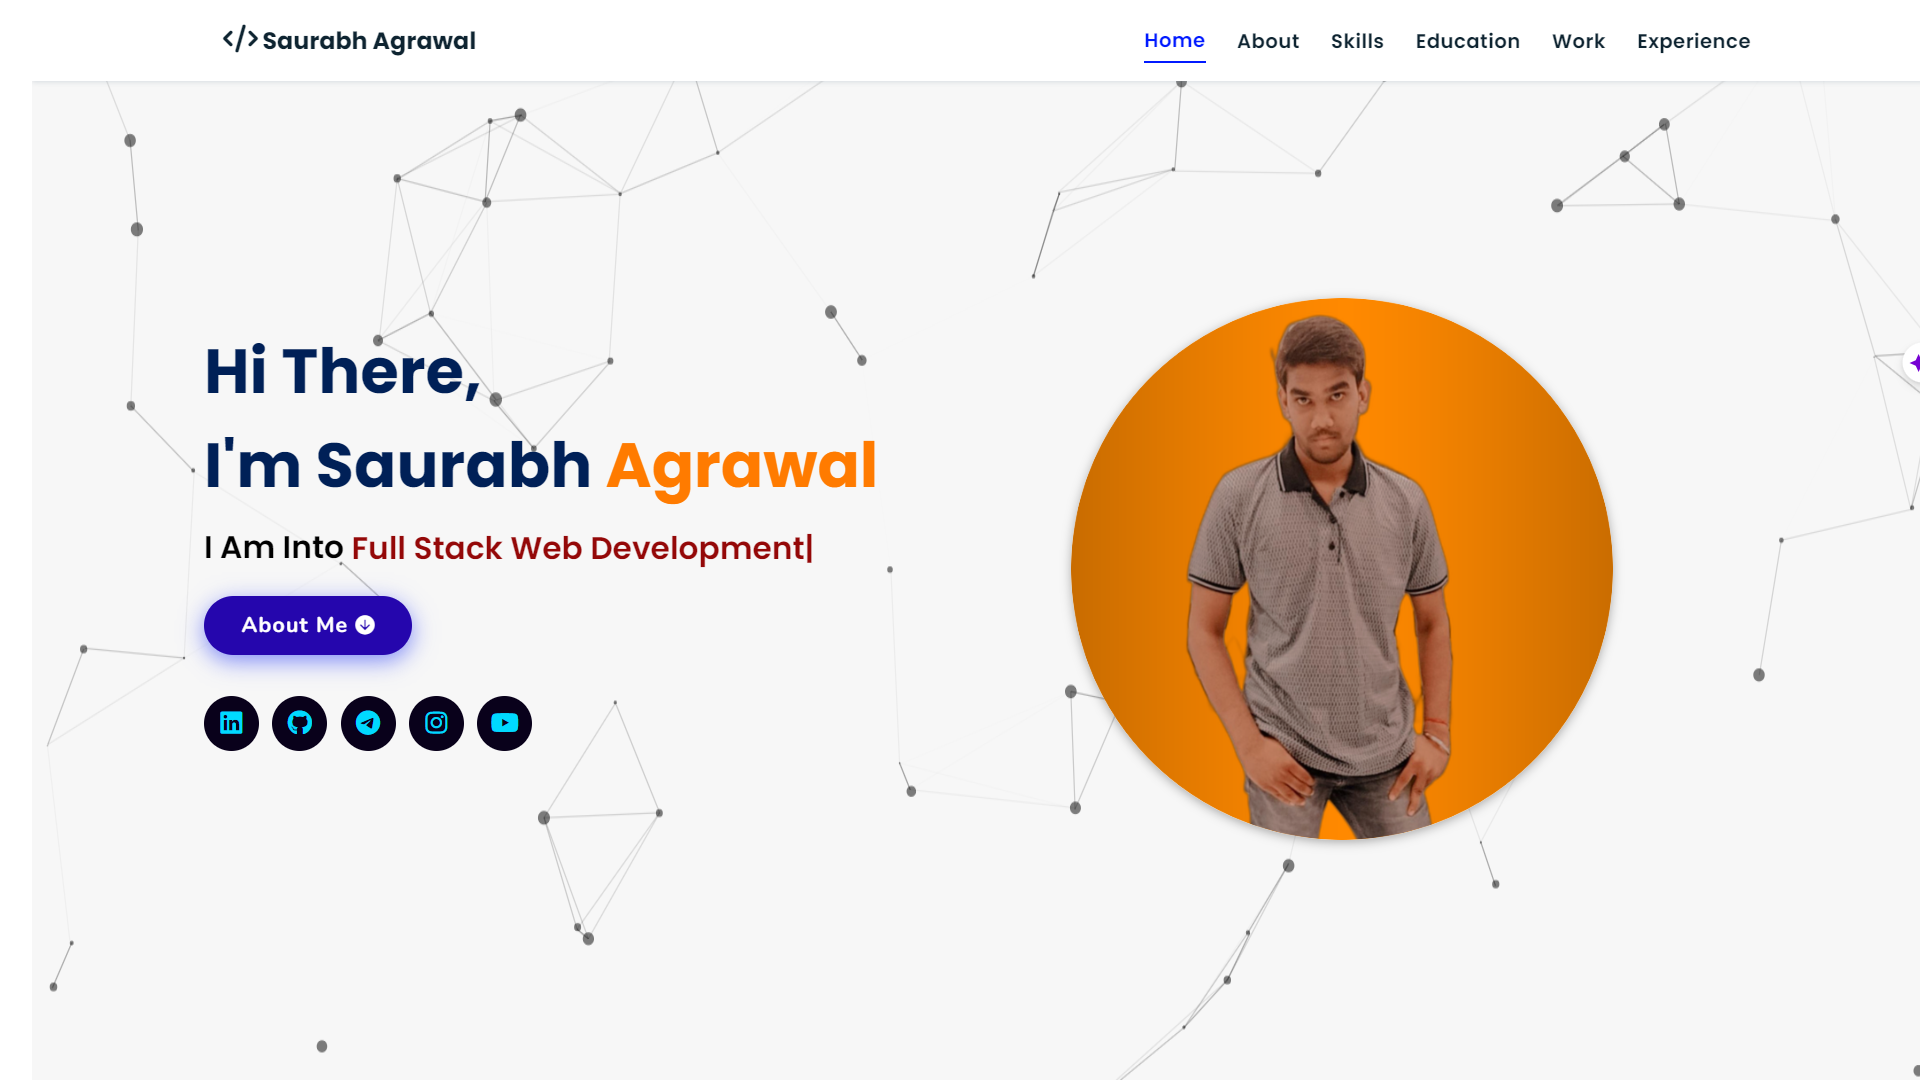 </> Saurabh Agrawal
Home About Skills Education Work Experience
Hi There,
I'm Saurabh Agrawal
I Am Into Full Stack Web Development|
About Me